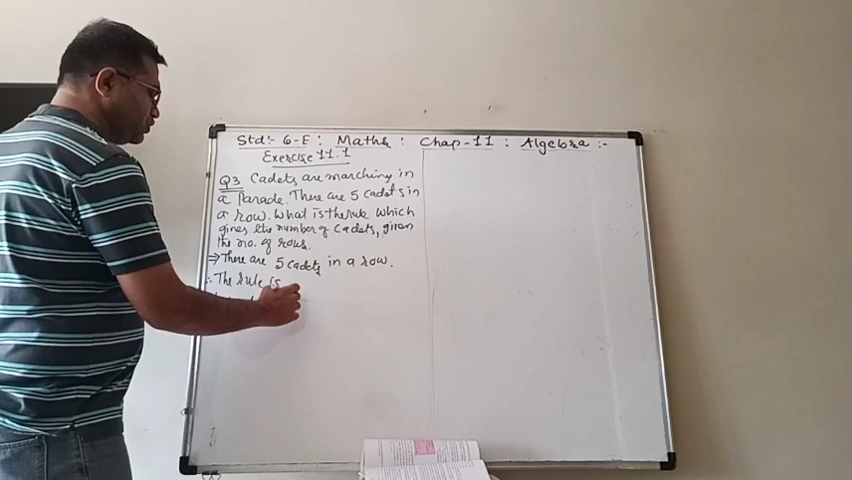 Std:- 6-E : Maths : Chap-11 : Algebra :-
Exercise 11.1
Q3 Cadets are marching in
a Parade. There are 5 cadets in
a row. What is the rule which
gives the number of cadets, given
the no. of rows.
⇒ There are 5 cadets in a row.
∴ The rule is